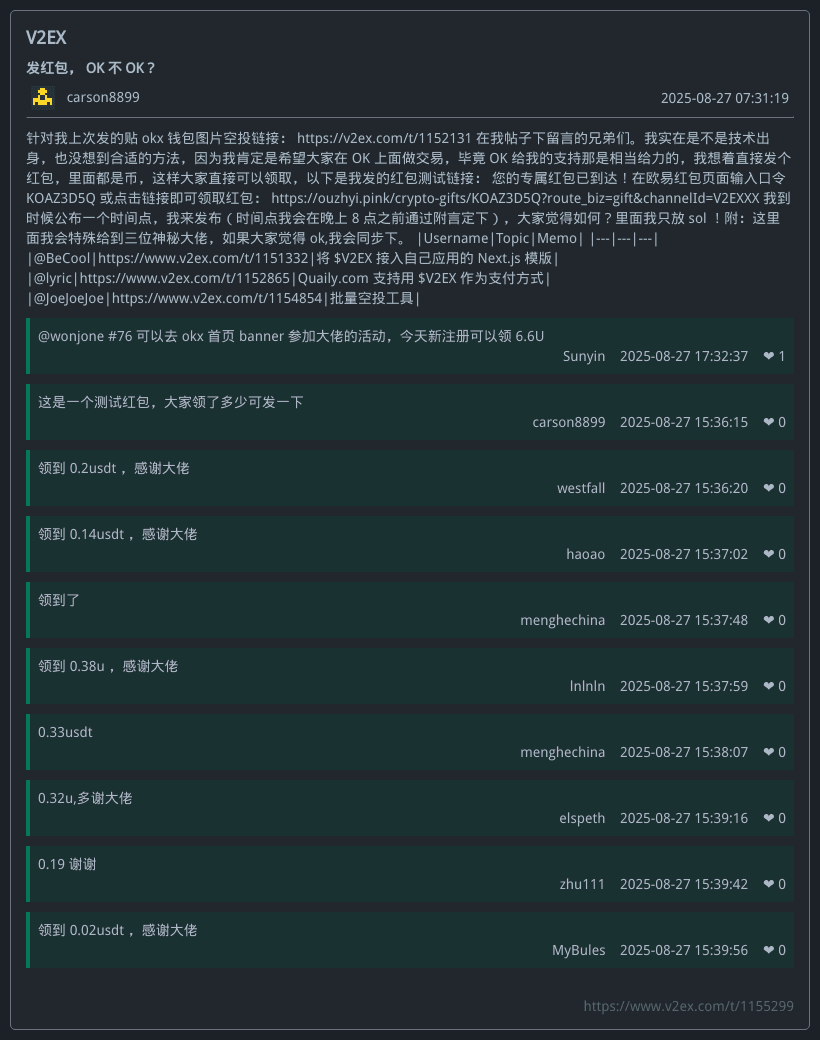 V2EX
发红包， OK 不 OK ？
carson8899
2025-08-27 07:31:19
针对我上次发的贴 okx 钱包图片空投链接： https://v2ex.com/t/1152131 在我帖子下留言的兄弟们。我实在是不是技术出
身，也没想到合适的方法，因为我肯定是希望大家在 OK 上面做交易，毕竟 OK 给我的支持那是相当给力的，我想着直接发个
红包，里面都是币，这样大家直接可以领取，以下是我发的红包测试链接： 您的专属红包已到达！在欧易红包页面输入口令
KOAZ3D5Q 或点击链接即可领取红包： https://ouzhyi.pink/crypto-gifts/KOAZ3D5Q?route_biz=gift&channelId=V2EXXX 我到
时候公布一个时间点，我来发布（时间点我会在晚上 8 点之前通过附言定下），大家觉得如何？里面我只放 sol ！附：这里
面我会特殊给到三位神秘大佬，如果大家觉得 ok,我会同步下。 |Username|Topic|Memo| |---|---|---|
|@BeCool|https://www.v2ex.com/t/1151332|将 $V2EX 接入自己应用的 Next.js 模版|
|@lyric|https://www.v2ex.com/t/1152865|Quaily.com 支持用 $V2EX 作为支付方式|
|@JoeJoeJoe|https://www.v2ex.com/t/1154854|批量空投工具|
@wonjone #76 可以去 okx 首页 banner 参加大佬的活动，今天新注册可以领 6.6U
Sunyin 2025-08-27 17:32:37 ❤ 1
这是一个测试红包，大家领了多少可发一下
carson8899 2025-08-27 15:36:15 ❤ 0
领到 0.2usdt ，感谢大佬
westfall 2025-08-27 15:36:20 ❤ 0
领到 0.14usdt ，感谢大佬
haoao 2025-08-27 15:37:02 ❤ 0
领到了
menghechina 2025-08-27 15:37:48 ❤ 0
领到 0.38u ，感谢大佬
lnlnln 2025-08-27 15:37:59 ❤ 0
0.33usdt
menghechina 2025-08-27 15:38:07 ❤ 0
0.32u,多谢大佬
elspeth 2025-08-27 15:39:16 ❤ 0
0.19 谢谢
zhu111 2025-08-27 15:39:42 ❤ 0
领到 0.02usdt ，感谢大佬
MyBules 2025-08-27 15:39:56 ❤ 0
https://www.v2ex.com/t/1155299